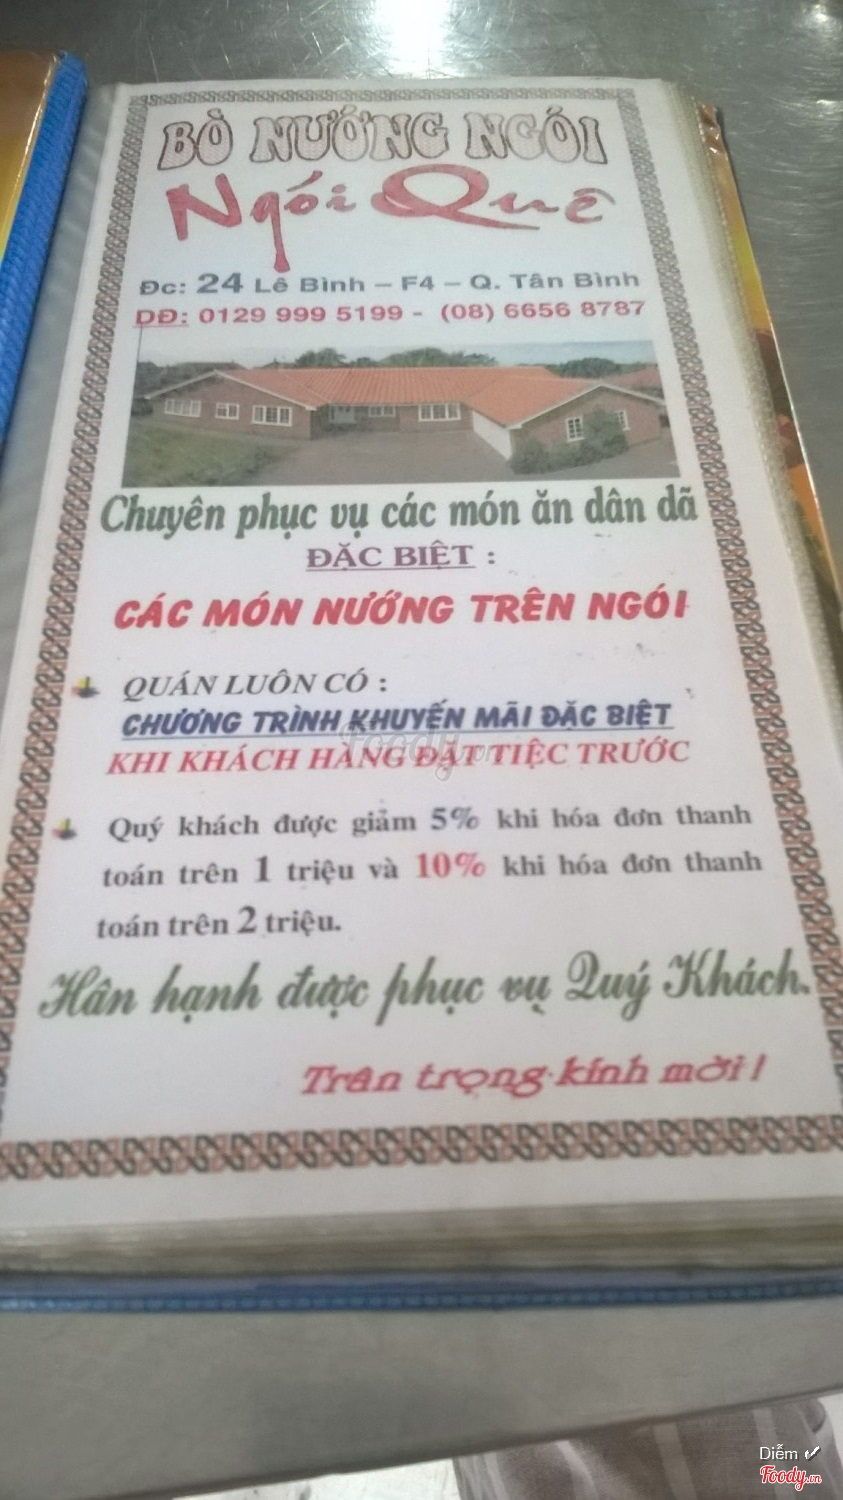 BÒ NƯỚNG NGÓI
Ngói Quê
Đc: 24 Lê Bình – F4 – Q. Tân Bình
DĐ: 0129 999 5199 - (08) 6656 8787
Chuyên phục vụ các món ăn dân dã
ĐẶC BIỆT :
CÁC MÓN NƯỚNG TRÊN NGÓI
QUÁN LUÔN CÓ :
CHƯƠNG TRÌNH KHUYẾN MÃI ĐẶC BIỆT
KHI KHÁCH HÀNG ĐẶT TIỆC TRƯỚC
Foody.vn
Quý khách được giảm 5% khi hóa đơn thanh
toán trên 1 triệu và 10% khi hóa đơn thanh
toán trên 2 triệu.
Hân hạnh được phục vụ Quý Khách.
Trân trọng kính mời !
Diễm
Foody.vn